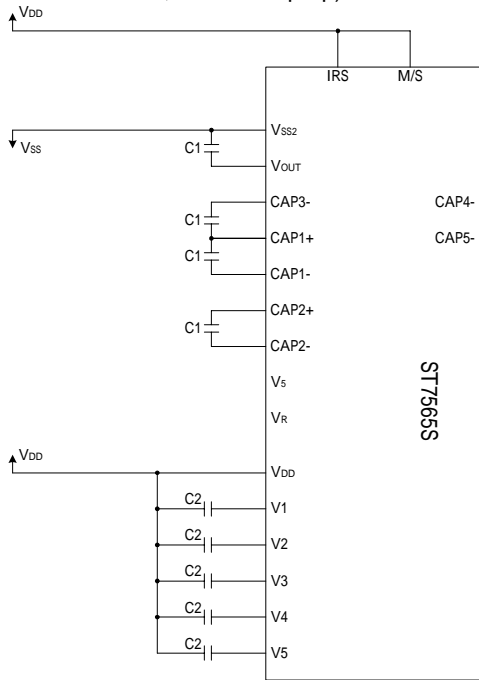 VDD
IRS M/S
VSS
VSS2
C1
VOUT
CAP3- CAP4-
C1
CAP1+ CAP5-
C1
CAP1-
CAP2+
C1
CAP2-
V5
VR
ST7565S
VDD
VDD
C2 V1
C2 V2
C2 V3
C2 V4
C2 V5